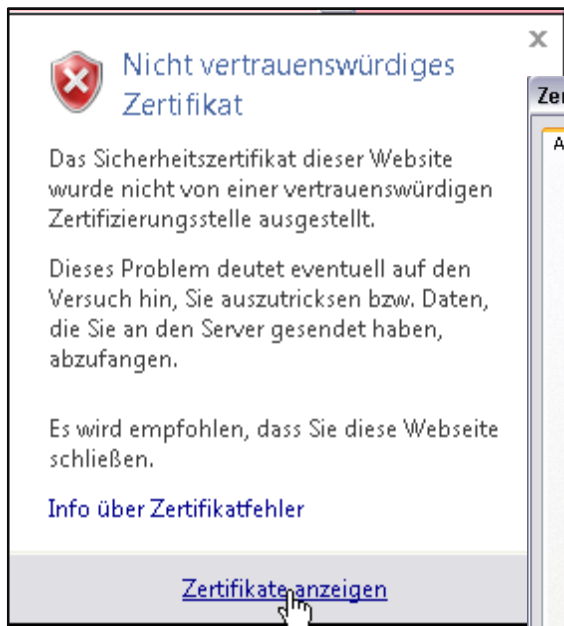 Nicht vertrauenswürdiges
Zertifikat
Das Sicherheitszertifikat dieser Website
wurde nicht von einer vertrauenswürdigen
Zertifizierungsstelle ausgestellt.
Dieses Problem deutet eventuell auf den
Versuch hin, Sie auszutricksen bzw. Daten,
die Sie an den Server gesendet haben,
abzufangen.
Es wird empfohlen, dass Sie diese Webseite
schließen.
Info über Zertifikatfehler
Zertifikate anzeigen